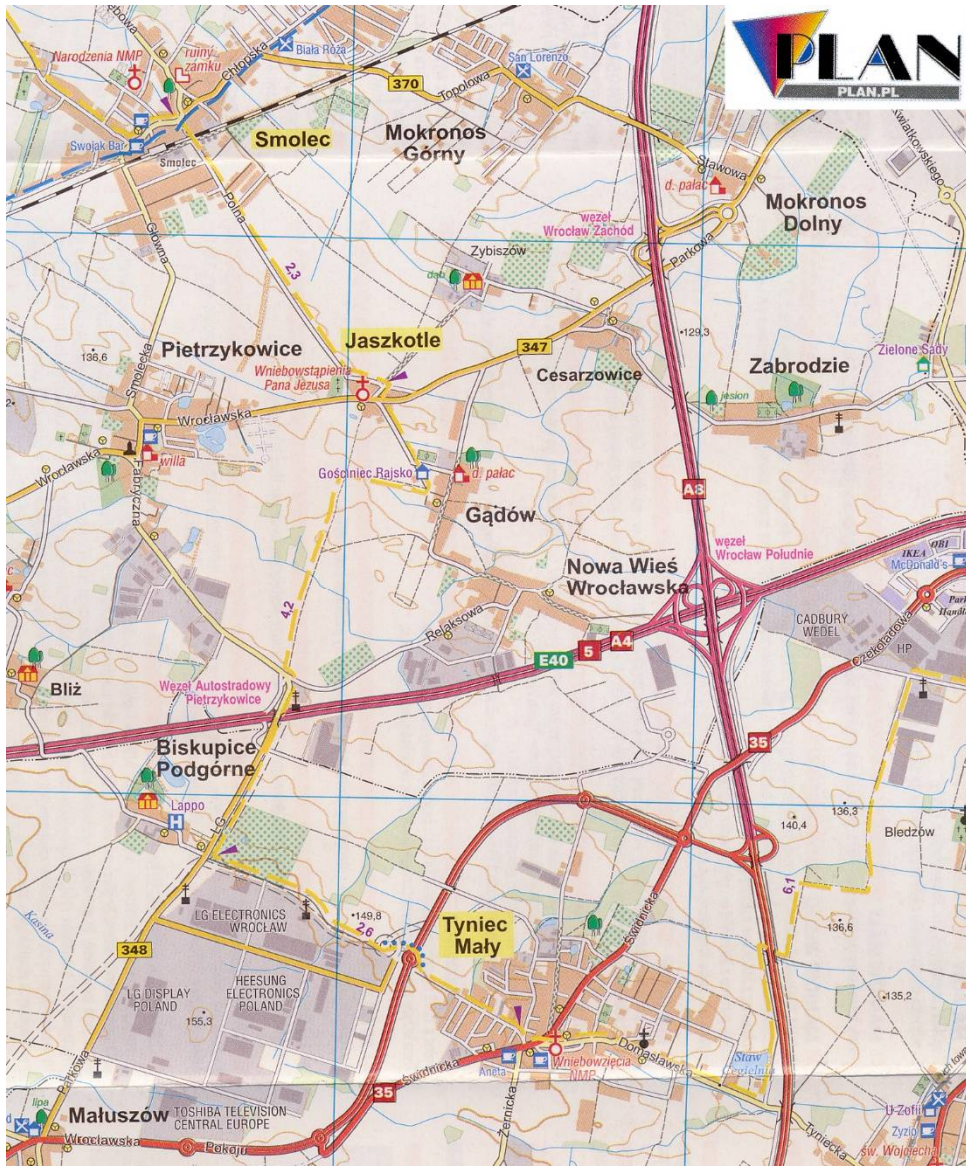 PLAN
PLAN.PL
Narodzenia NMP
ruiny
zamku
Chłopska
Biała Róża
370
Topolowa
San Lorenzo
Swojak Bar
Smolec
Smolec
Mokronos
Górny
Stawowa
d. pałac
Mokronos
Dolny
węzeł
Wrocław Zachód
Parkowa
Główna
Polna
2,3
Zybiszów
dąb
129,3
136,6
Smolecka
Pietrzykowice
Jaszkotle
Wniebowstąpienia
Pana Jezusa
347
Cesarzowice
Zabrodzie
Zielone Sady
jesion
Wrocławska
Wrocławska
willa
Fabryczna
Gościniec Rajsko
d. pałac
Gądów
A8
węzeł
Wrocław Południe
IKEA
OBI
McDonald's
Nowa Wieś
Wrocławska
4,2
Relaksowa
CADBURY
WEDEL
HP
Czekoladowa
E40
5
A4
Bliż
Węzeł Autostradowy
Pietrzykowice
35
Biskupice
Podgórne
Lappo
H
LG
136,3
140,4
Bledzów
6,1
Kasina
LG ELECTRONICS
WROCŁAW
149,8
2,6
Tyniec
Mały
Świdnicka
136,6
348
LG DISPLAY
POLAND
HEESUNG
ELECTRONICS
POLAND
155,3
135,2
Parkowa
Świdnicka
Aneta
Wniebowzięcia
NMP
Domasławska
Staw
Cegielnia
35
Żernicka
lipa
Małuszów
TOSHIBA TELEVISION
CENTRAL EUROPE
Wrocławska
Pokoju
Tyniecka
U Zofii
Zyzio
św. Wojciecha